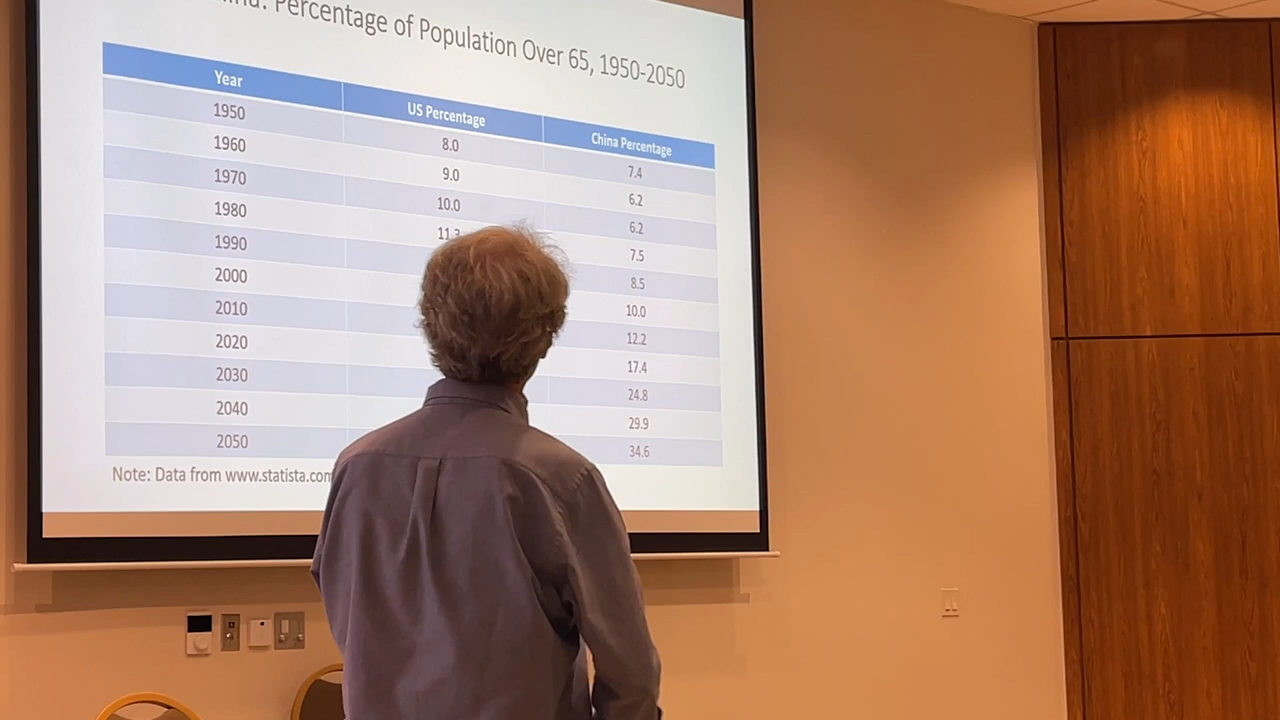 Percentage of Population Over 65, 1950-2050
Year US Percentage China Percentage
1950 8.0 7.4
1960 9.0 6.2
1970 10.0 6.2
1980 7.5
1990 8.5
2000 10.0
2010 12.2
2020 17.4
2030 24.8
2040 29.9
2050 34.6
Note: Data from www.statista.com